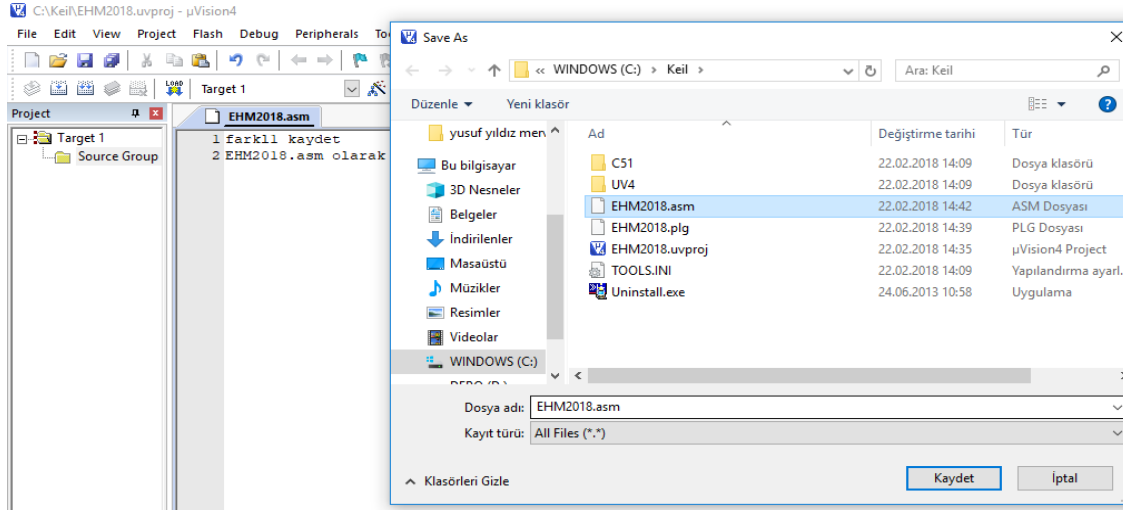 C:\Keil\EHM2018.uvproj - µVision4
File Edit View Project Flash Debug Peripherals
LOAD
Target 1
Project
EHM2018.asm
Target 1
Source Group
1 farkll kaydet
2 EHM2018.asm olarak
Save As
« WINDOWS (C:) › Keil ›
Ara: Keil
Düzenle
Yeni klasör
yusuf yıldız
Bu bilgisayar
3D Nesneler
Belgeler
İndirilenler
Masaüstü
Müzikler
Resimler
Videolar
WINDOWS (C:)
Ad Değiştirme tarihi Tür
C51 22.02.2018 14:09 Dosya klasörü
UV4 22.02.2018 14:09 Dosya klasörü
EHM2018.asm 22.02.2018 14:42 ASM Dosyası
EHM2018.plg 22.02.2018 14:39 PLG Dosyası
EHM2018.uvproj 22.02.2018 14:35 µVision4 Project
TOOLS.INI 22.02.2018 14:09 Yapılandırma ayarl.
Uninstall.exe 24.06.2013 10:58 Uygulama
Dosya adı: EHM2018.asm
Kayıt türü: All Files (*.*)
Klasörleri Gizle
Kaydet
İptal